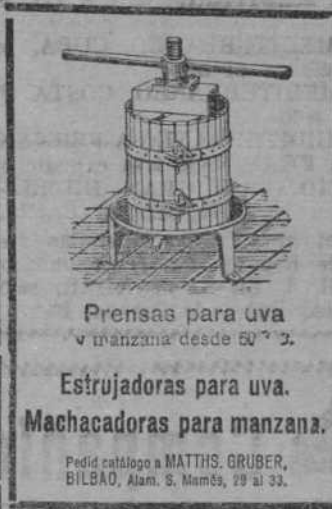 Prensas para uva
y manzana desde
Estrujadoras para uva.
Machacadoras para manzana.
Pedid catálogo a MATTHS. GRUBER,
BILBAO, Alam. S. Mamés, 29 al 33.